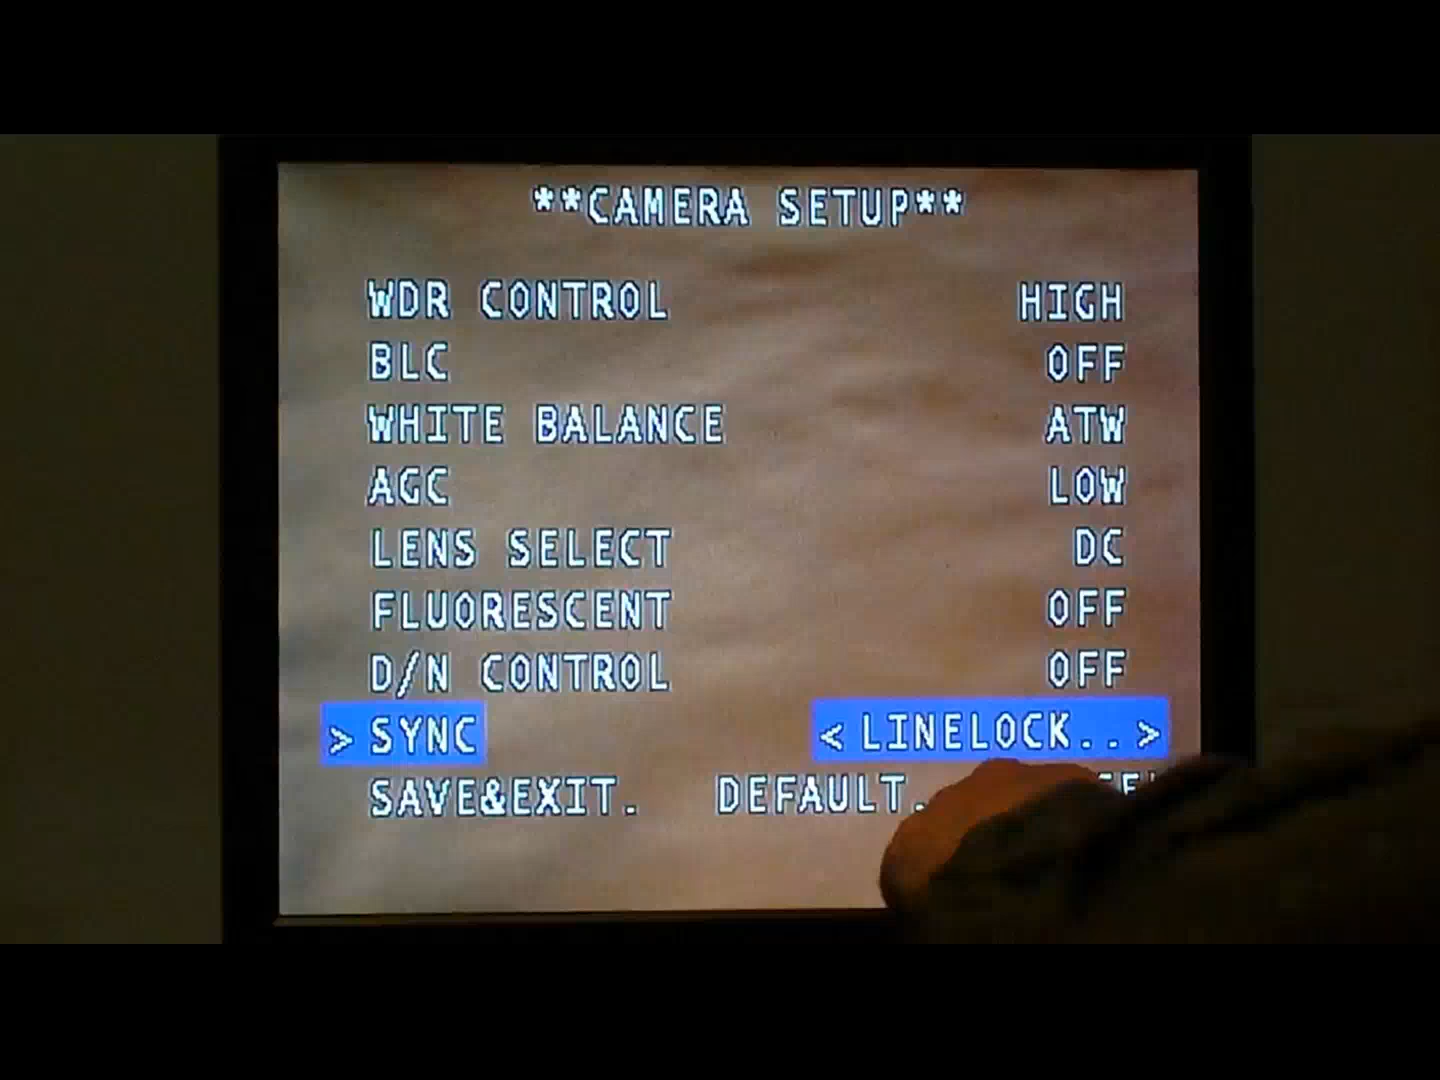 **CAMERA SETUP**
WDR CONTROL HIGH
BLC OFF
WHITE BALANCE ATW
AGC LOW
LENS SELECT DC
FLUORESCENT OFF
D/N CONTROL OFF
> SYNC < LINELOCK.. >
SAVE&EXIT. DEFAULT.